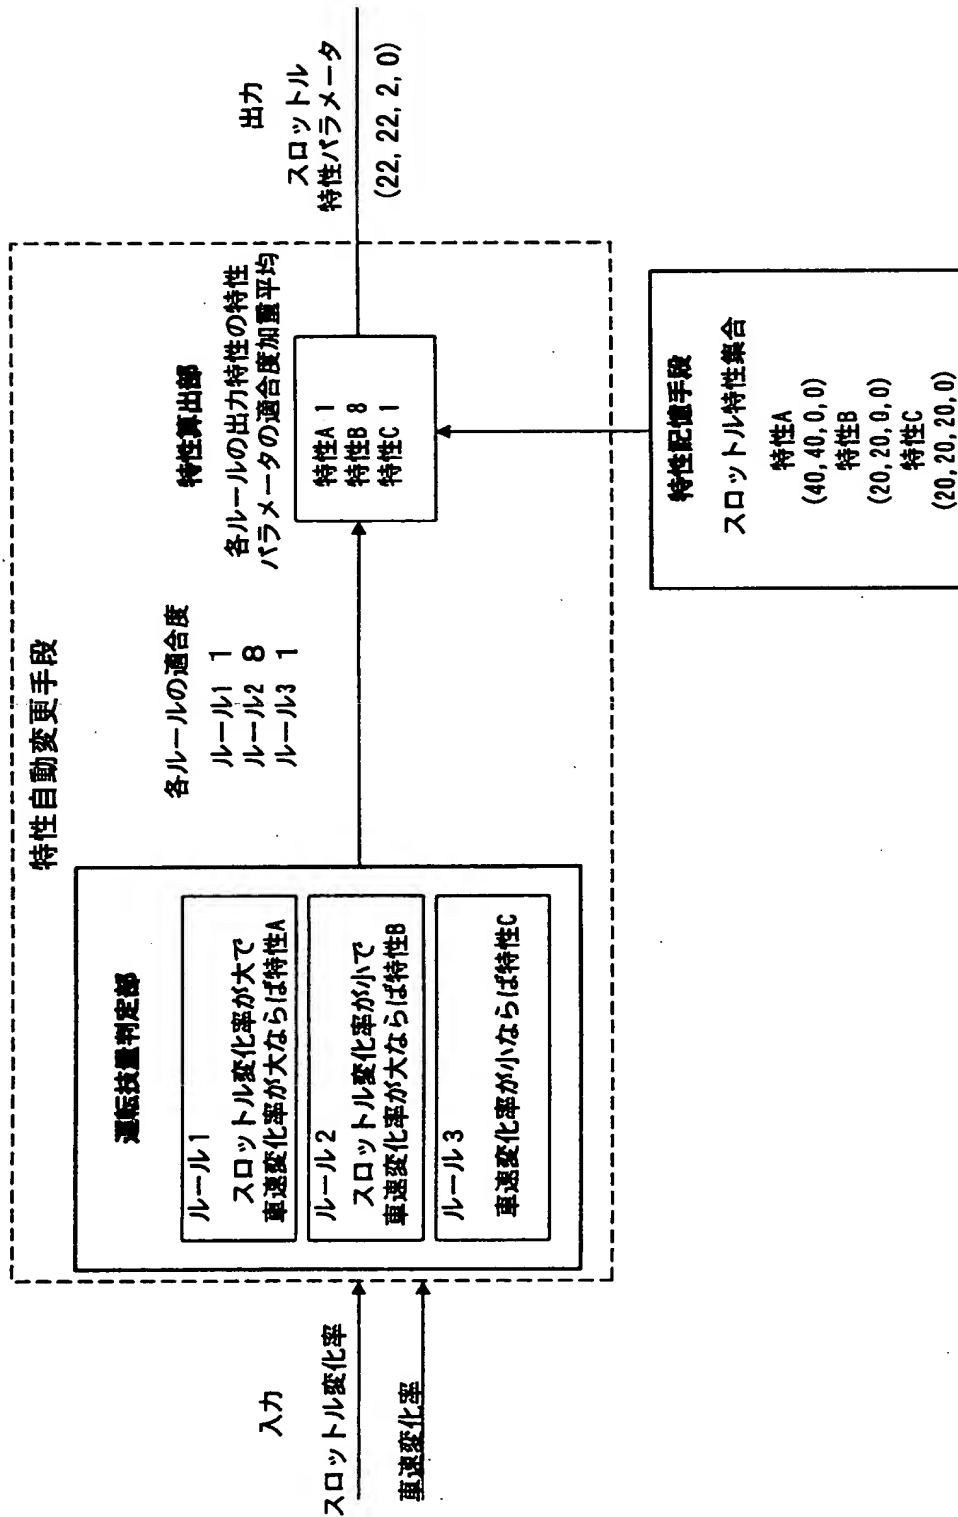 特性自動変更手段
入力
スロットル変化率
車速変化率
運転技量判定部
ルール1
スロットル変化率が大で
車速変化率が大ならば特性A
ルール2
スロットル変化率が小で
車速変化率が大ならば特性B
ルール3
車速変化率が小ならば特性C
各ルールの適合度
ルール1 1
ルール2 8
ルール3 1
特性算出部
各ルールの出力特性の特性
パラメータの適合度加重平均
特性A 1
特性B 8
特性C 1
出力
スロットル
特性パラメータ
(22, 22, 2, 0)
特性記憶手段
スロットル特性集合
特性A
(40,40,0,0)
特性B
(20,20,0,0)
特性C
(20,20,20,0)